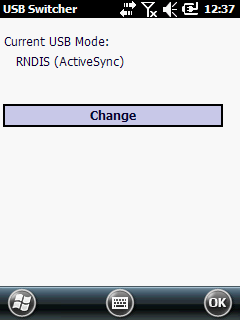 USB Switcher 12:37
Current USB Mode:
RNDIS (ActiveSync)
Change
OK